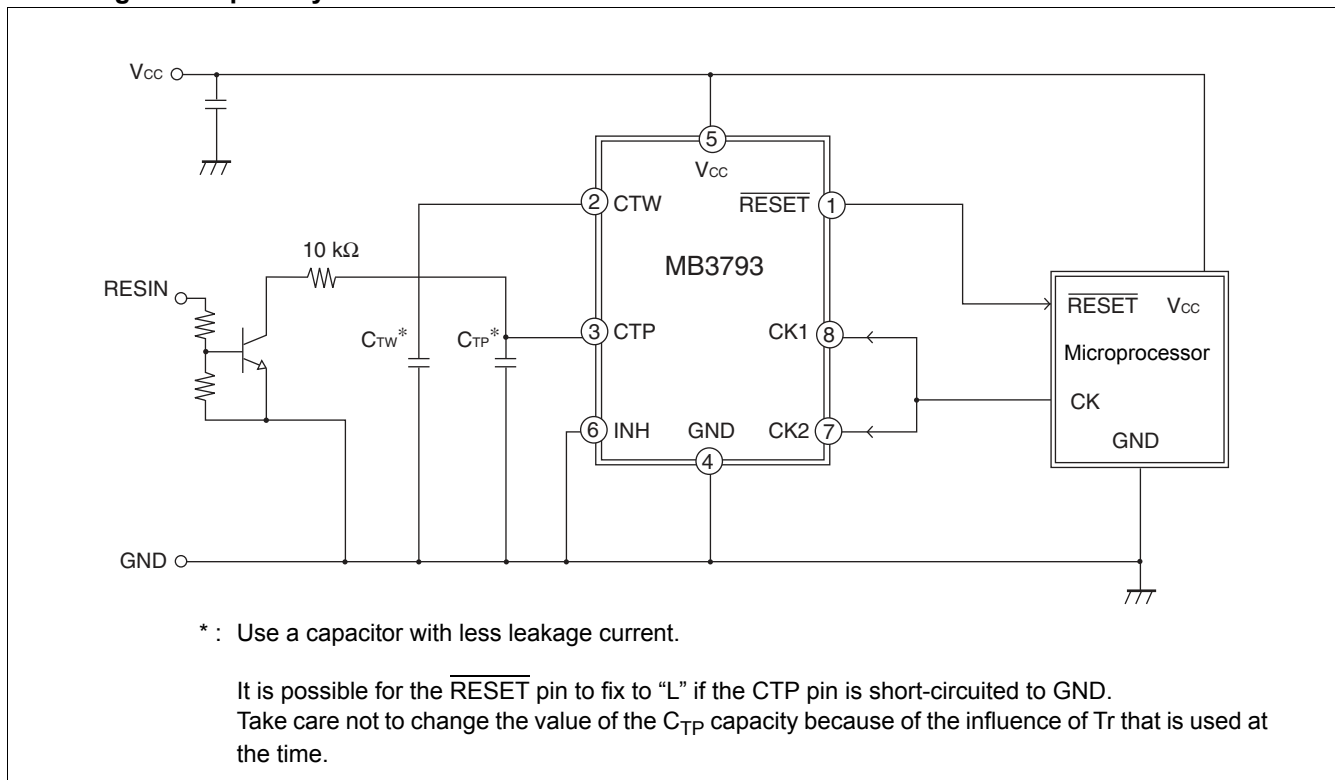 Vcc
5
Vcc
2 CTW
RESET 1
MB3793
10 kΩ
RESIN
RESET Vcc
CTW* CTP*
3 CTP
CK1 8
Microprocessor
CK
6 INH GND CK2 7
GND
4
GND
* : Use a capacitor with less leakage current.
It is possible for the RESET pin to fix to “L” if the CTP pin is short-circuited to GND.
Take care not to change the value of the CTP capacity because of the influence of Tr that is used at
the time.